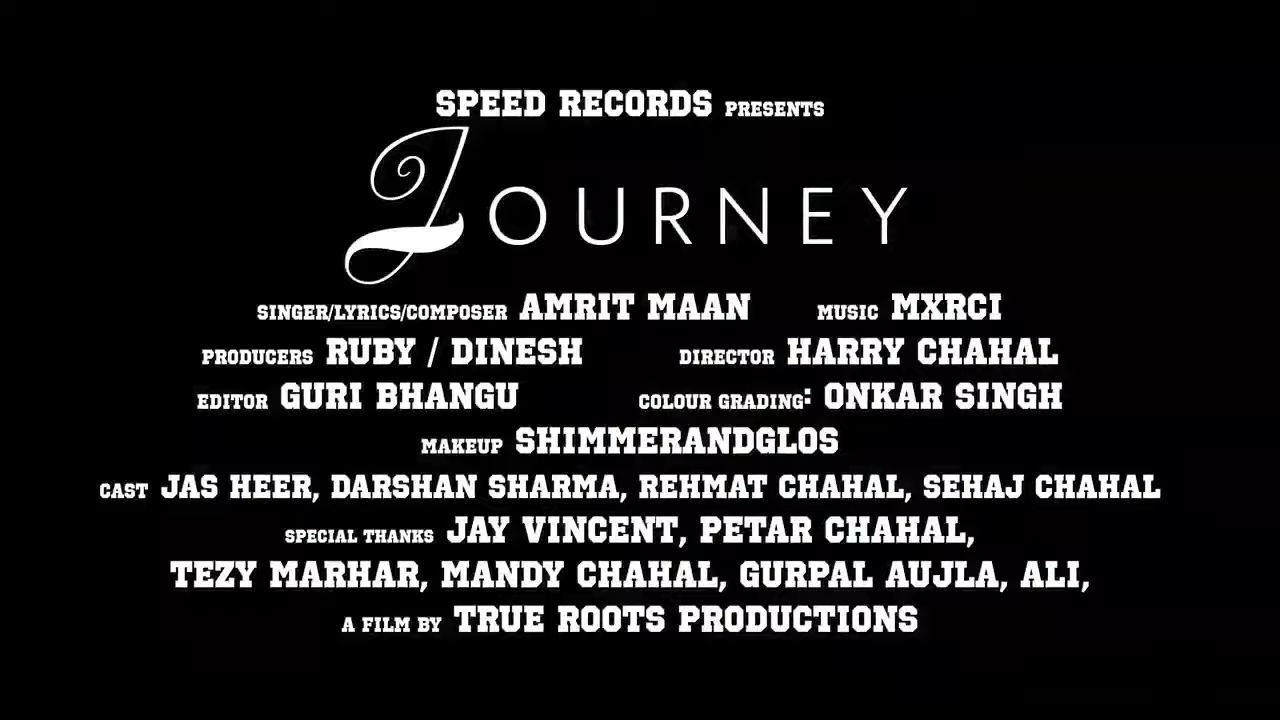 SPEED RECORDS PRESENTS
JOURNEY
SINGER/LYRICS/COMPOSER AMRIT MAAN MUSIC MXRCI
PRODUCERS RUBY / DINESH DIRECTOR HARRY CHAHAL
EDITOR GURI BHANGU COLOUR GRADING: ONKAR SINGH
MAKEUP SHIMMERANDGLOS
CAST JAS HEER, DARSHAN SHARMA, REHMAT CHAHAL, SEHAJ CHAHAL
SPECIAL THANKS JAY VINCENT, PETAR CHAHAL,
TEZY MARHAR, MANDY CHAHAL, GURPAL AUJLA, ALI,
A FILM BY TRUE ROOTS PRODUCTIONS